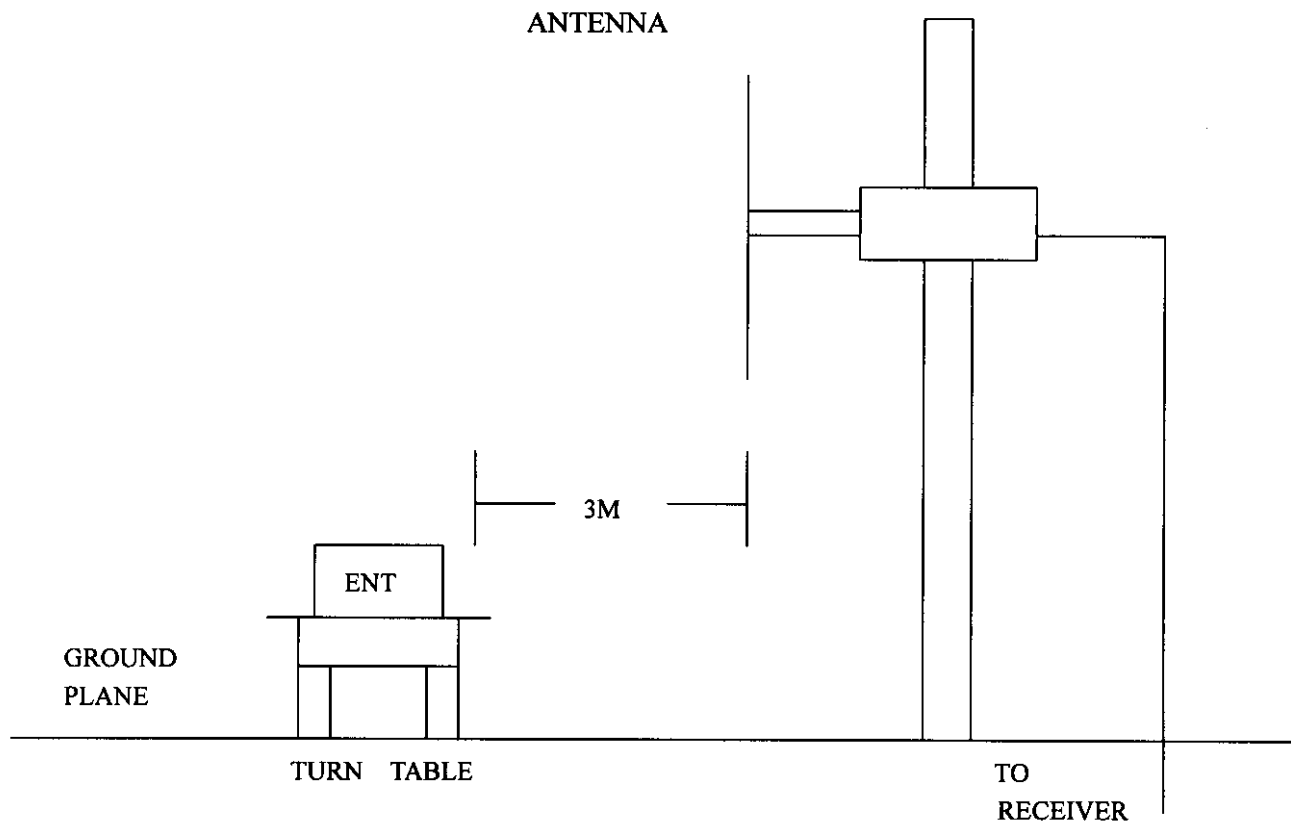 ANTENNA
3M
ENT
GROUND
PLANE
TURN TABLE
TO
RECEIVER